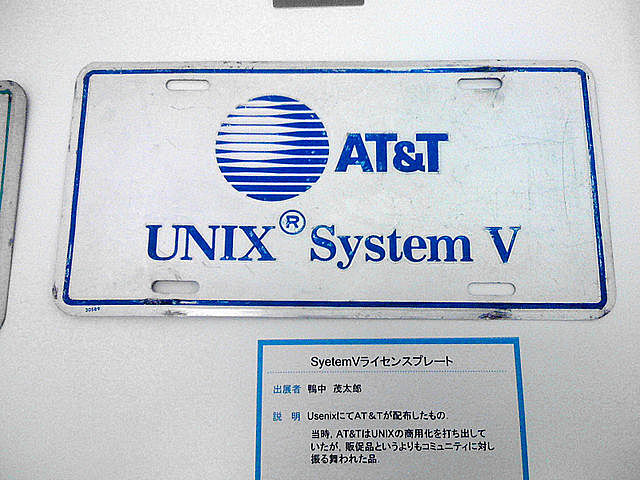 AT&T
UNIX® System V
30589
SyetemVライセンスプレート
出展者 鴨中 茂太郎
説 明 UsenixにてAT&Tが配布したもの.
当時, AT&TはUNIXの商用化を打ち出して
いたが, 販促品というよりもコミュニティに対し
振る舞われた品.